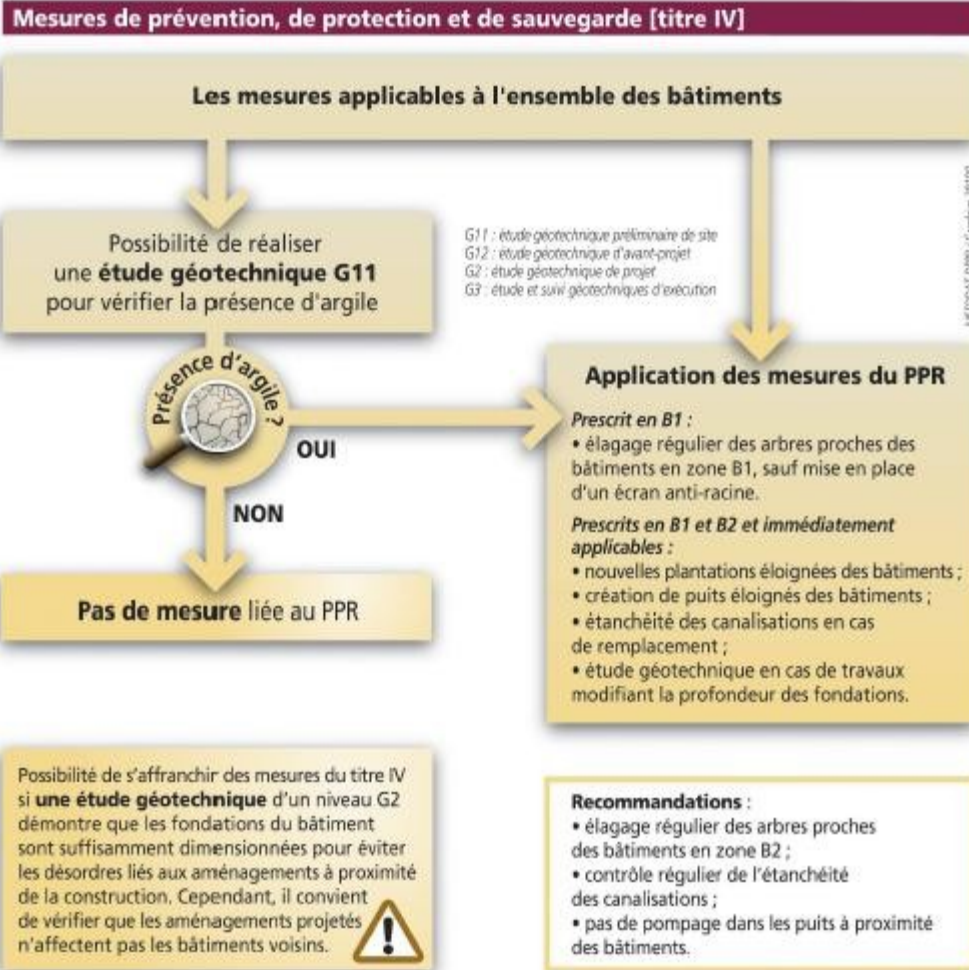 Mesures de prévention, de protection et de sauvegarde [titre IV]
Les mesures applicables à l'ensemble des bâtiments
Possibilité de réaliser
une étude géotechnique G11
pour vérifier la présence d'argile
G11 : étude géotechnique préliminaire de site
G12 : étude géotechnique d'avant-projet
G2 : étude géotechnique de projet
G3 : étude et suivi géotechniques d'exécution
Présence d'argile ?
OUI
NON
Pas de mesure liée au PPR
Application des mesures du PPR
Prescrit en B1 :
• élagage régulier des arbres proches des
bâtiments en zone B1, sauf mise en place
d'un écran anti-racine.
Prescrits en B1 et B2 et immédiatement
applicables :
• nouvelles plantations éloignées des bâtiments ;
• création de puits éloignés des bâtiments ;
• étanchéité des canalisations en cas
de remplacement ;
• étude géotechnique en cas de travaux
modifiant la profondeur des fondations.
Possibilité de s'affranchir des mesures du titre IV
si une étude géotechnique d'un niveau G2
démontre que les fondations du bâtiment
sont suffisamment dimensionnées pour éviter
les désordres liés aux aménagements à proximité
de la construction. Cependant, il convient
de vérifier que les aménagements projetés
n'affectent pas les bâtiments voisins.
!
Recommandations :
• élagage régulier des arbres proches
des bâtiments en zone B2 ;
• contrôle régulier de l'étanchéité
des canalisations ;
• pas de pompage dans les puits à proximité
des bâtiments.